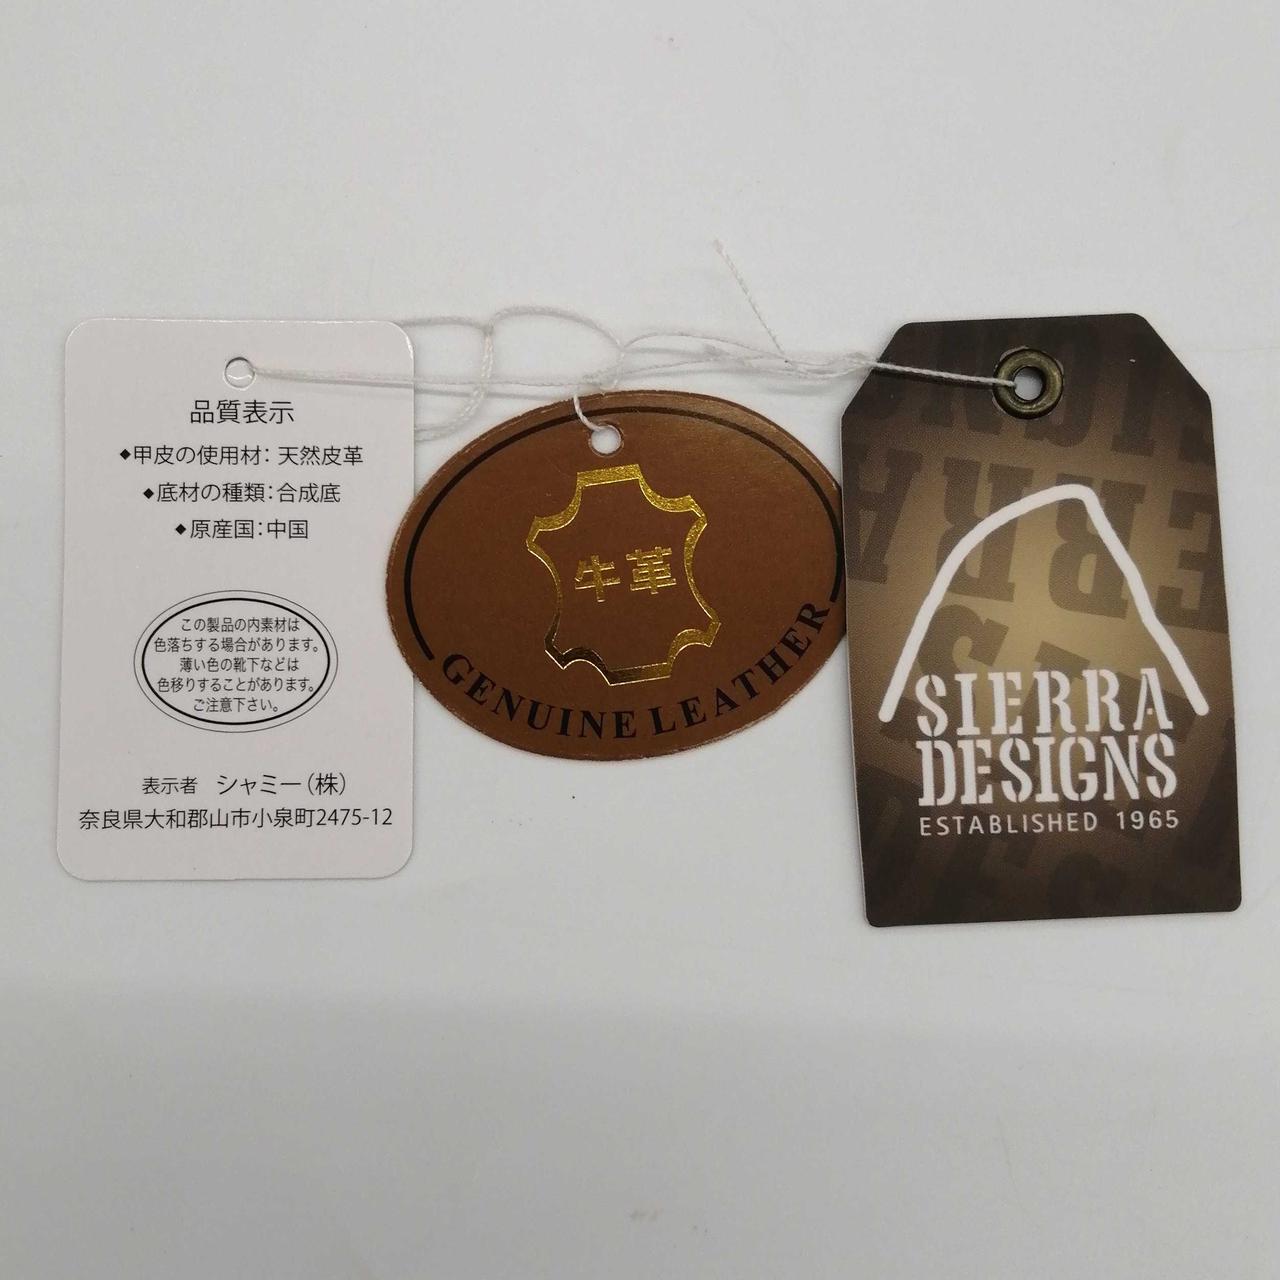 品質表示
◆甲皮の使用材：天然皮革
◆底材の種類：合成底
◆原産国：中国
この製品の内素材は
色落ちする場合があります。
薄い色の靴下などは
色移りすることがあります。
ご注意下さい。
表示者　シャミー（株）
奈良県大和郡山市小泉町2475-12
牛革
GENUINE LEATHER
SIERRA
DESIGNS
ESTABLISHED 1965